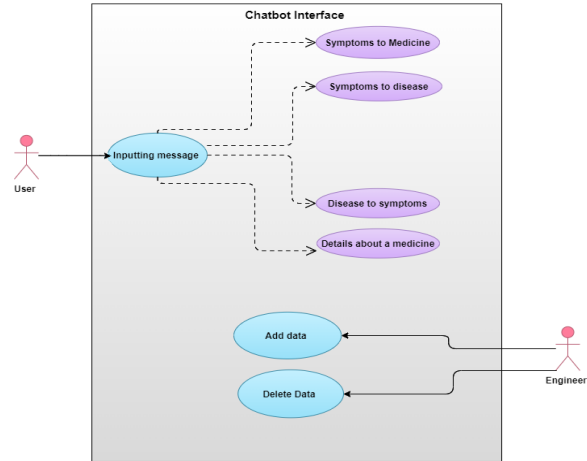 Chatbot Interface
Symptoms to Medicine
Symptoms to disease
Inputting message
User
Disease to symptoms
Details about a medicine
Add data
Engineer
Delete Data